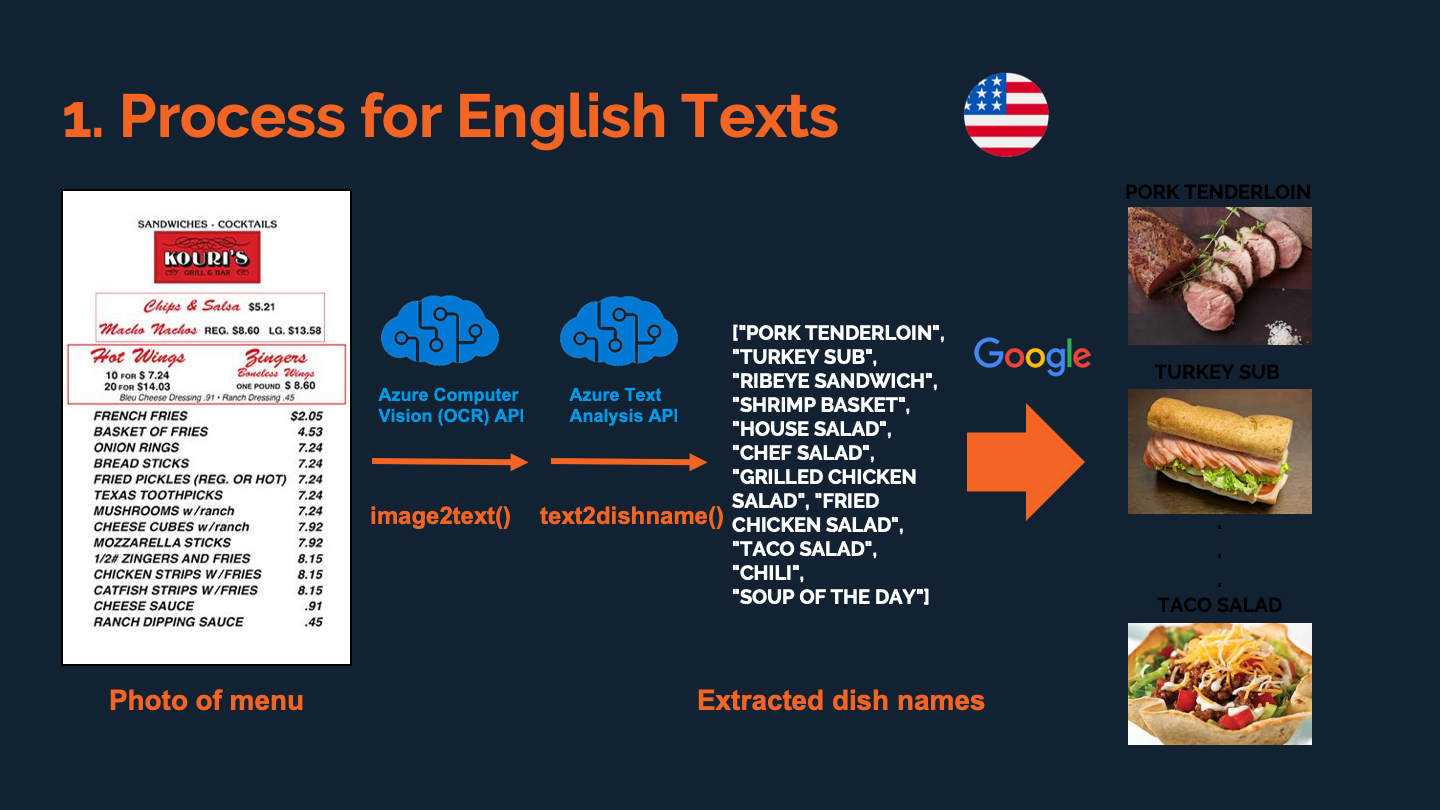 1. Process for English Texts
SANDWICHES - COCKTAILS
KOURI'S
GRILL & BAR
Chips & Salsa $5.21
Macho Nachos REG. $8.60 LG. $13.58
Hot Wings
10 FOR $ 7.24
20 FOR $14.03
Zingers
Boneless Wings
ONE POUND $ 8.60
Bleu Cheese Dressing .91 • Ranch Dressing .45
FRENCH FRIES $2.05
BASKET OF FRIES 4.53
ONION RINGS 7.24
BREAD STICKS 7.24
FRIED PICKLES (REG. OR HOT) 7.24
TEXAS TOOTHPICKS 7.24
MUSHROOMS w/ranch 7.24
CHEESE CUBES w/ranch 7.92
MOZZARELLA STICKS 7.92
1/2# ZINGERS AND FRIES 8.15
CHICKEN STRIPS W/FRIES 8.15
CATFISH STRIPS W/FRIES 8.15
CHEESE SAUCE .91
RANCH DIPPING SAUCE .45
Photo of menu
Azure Computer
Vision (OCR) API
image2text()
Azure Text
Analysis API
text2dishname()
["PORK TENDERLOIN",
"TURKEY SUB",
"RIBEYE SANDWICH",
"SHRIMP BASKET",
"HOUSE SALAD",
"CHEF SALAD",
"GRILLED CHICKEN
SALAD", "FRIED
CHICKEN SALAD",
"TACO SALAD",
"CHILI",
"SOUP OF THE DAY"]
Extracted dish names
Google
PORK TENDERLOIN
TURKEY SUB
.
.
.
TACO SALAD